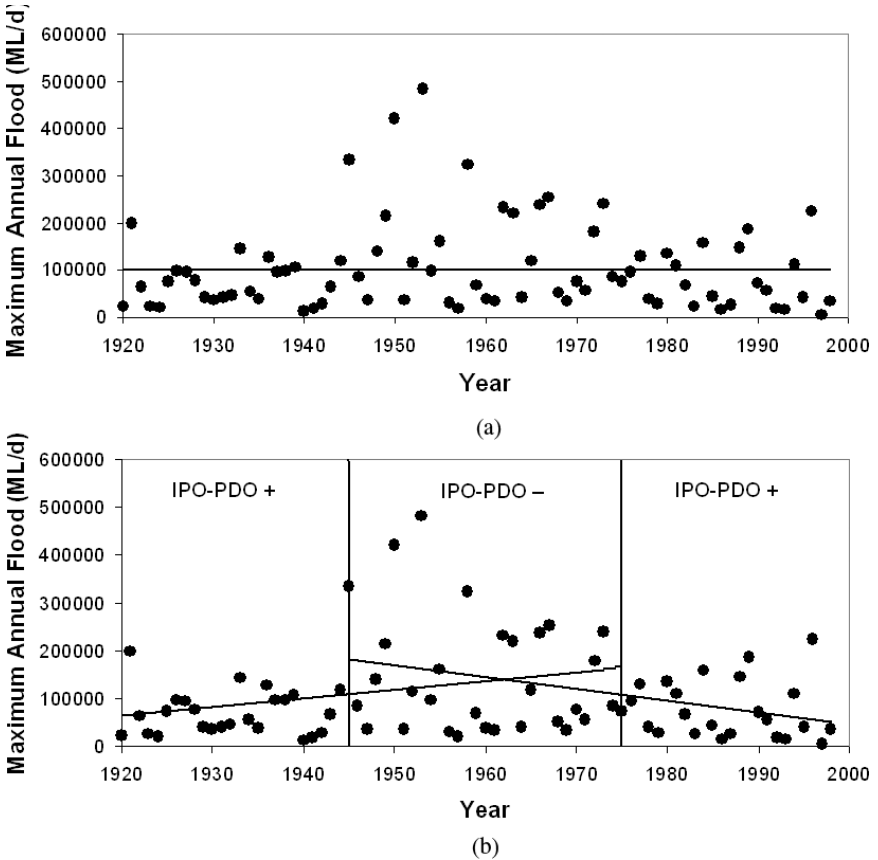 Maximum Annual Flood (ML/d)
600000
500000
400000
300000
200000
100000
0
1920 1930 1940 1950 1960 1970 1980 1990 2000
Year
(a)
Maximum Annual Flood (ML/d)
600000
IPO-PDO + IPO-PDO – IPO-PDO +
500000
400000
300000
200000
100000
0
1920 1930 1940 1950 1960 1970 1980 1990 2000
Year
(b)